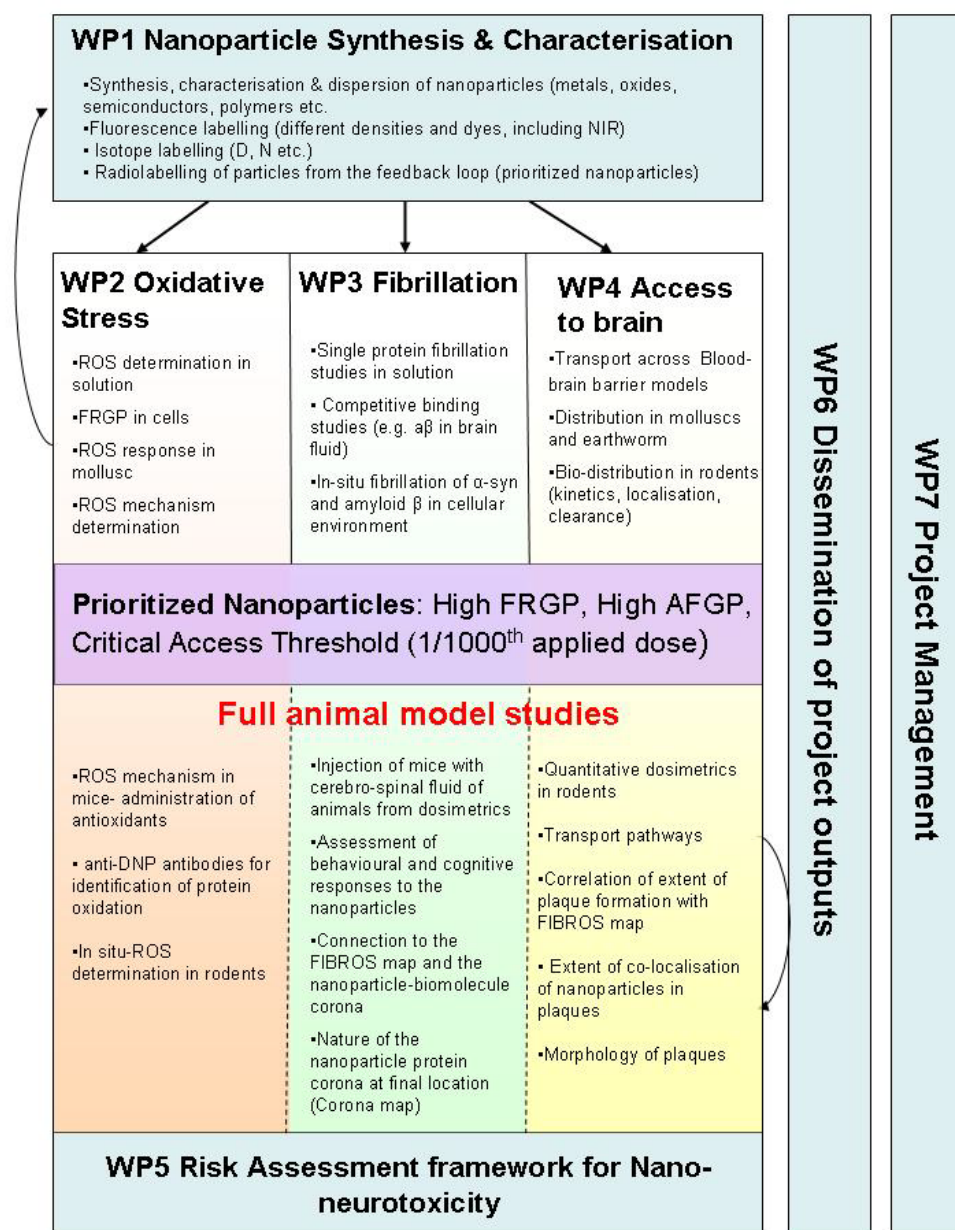 WP1 Nanoparticle Synthesis & Characterisation
▪Synthesis, characterisation & dispersion of nanoparticles (metals, oxides,
semiconductors, polymers etc.
▪Fluorescence labelling (different densities and dyes, including NIR)
▪ Isotope labelling (D, N etc.)
▪ Radiolabelling of particles from the feedback loop (prioritized nanoparticles)
WP2 Oxidative
Stress
▪ROS determination in
solution
▪FRGP in cells
▪ROS response in
mollusc
▪ROS mechanism
determination
WP3 Fibrillation
▪Single protein fibrillation
studies in solution
▪ Competitive binding
studies (e.g. aβ in brain
fluid)
▪In-situ fibrillation of α-syn
and amyloid β in cellular
environment
WP4 Access
to brain
▪Transport across Blood-
brain barrier models
▪Distribution in molluscs
and earthworm
▪Bio-distribution in rodents
(kinetics, localisation,
clearance)
Prioritized Nanoparticles: High FRGP, High AFGP,
Critical Access Threshold (1/1000th applied dose)
Full animal model studies
▪ROS mechanism in
mice- administration of
antioxidants
▪ anti-DNP antibodies for
identification of protein
oxidation
▪In situ-ROS
determination in rodents
▪Injection of mice with
cerebro-spinal fluid of
animals from dosimetrics
▪Assessment of
behavioural and cognitive
responses to the
nanoparticles
▪Connection to the
FIBROS map and the
nanoparticle-biomolecule
corona
▪Nature of the
nanoparticle protein
corona at final location
(Corona map)
▪Quantitative dosimetrics
in rodents
▪Transport pathways
▪Correlation of extent of
plaque formation with
FIBROS map
▪ Extent of co-localisation
of nanoparticles in
plaques
▪Morphology of plaques
WP5 Risk Assessment framework for Nano-
neurotoxicity
WP6 Dissemination of project outputs
WP7 Project Management